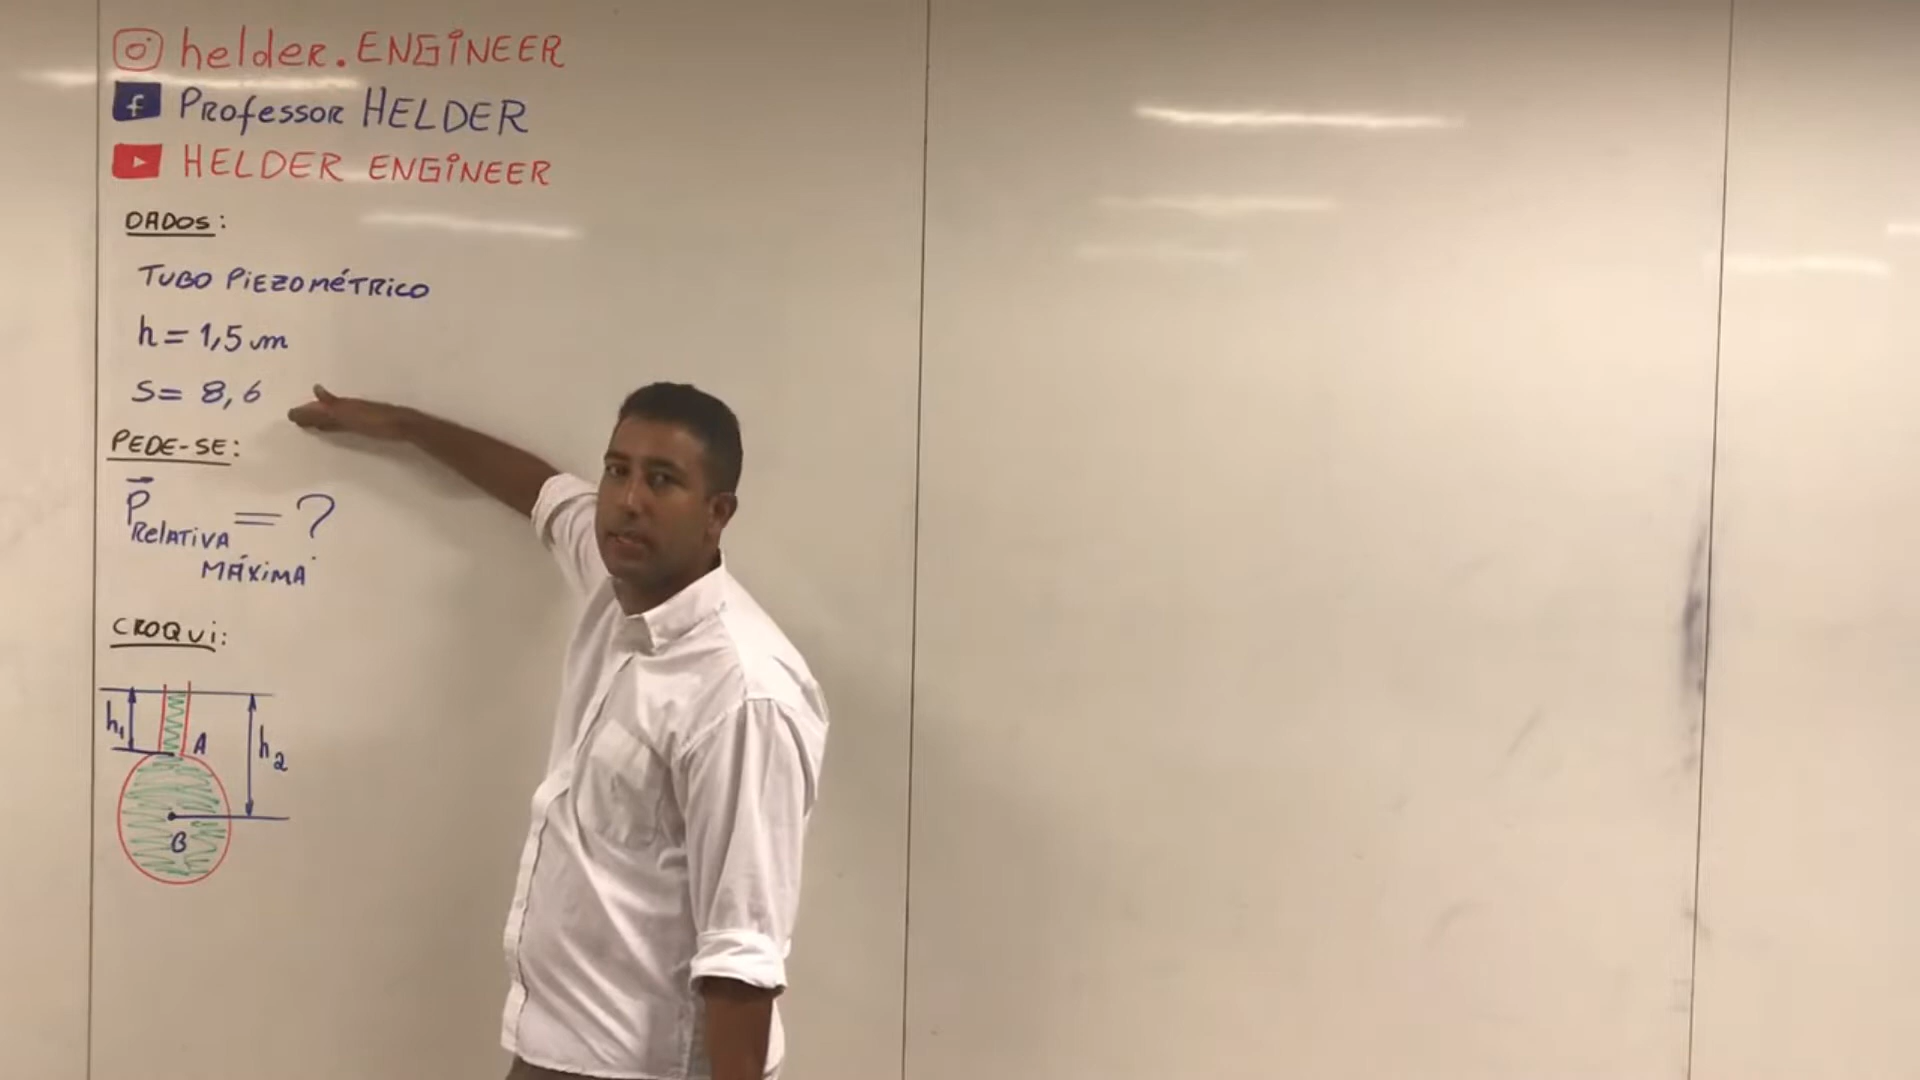 helder.ENGINEER
f Professor HELDER
HELDER ENGINEER
DADOS:
TUBO PIEZOMÉTRICO
h = 1,5 m
S = 8,6
PEDE-SE:
P RELATIVA MÁXIMA = ?
CROQUI:
h₁
A
h₂
B